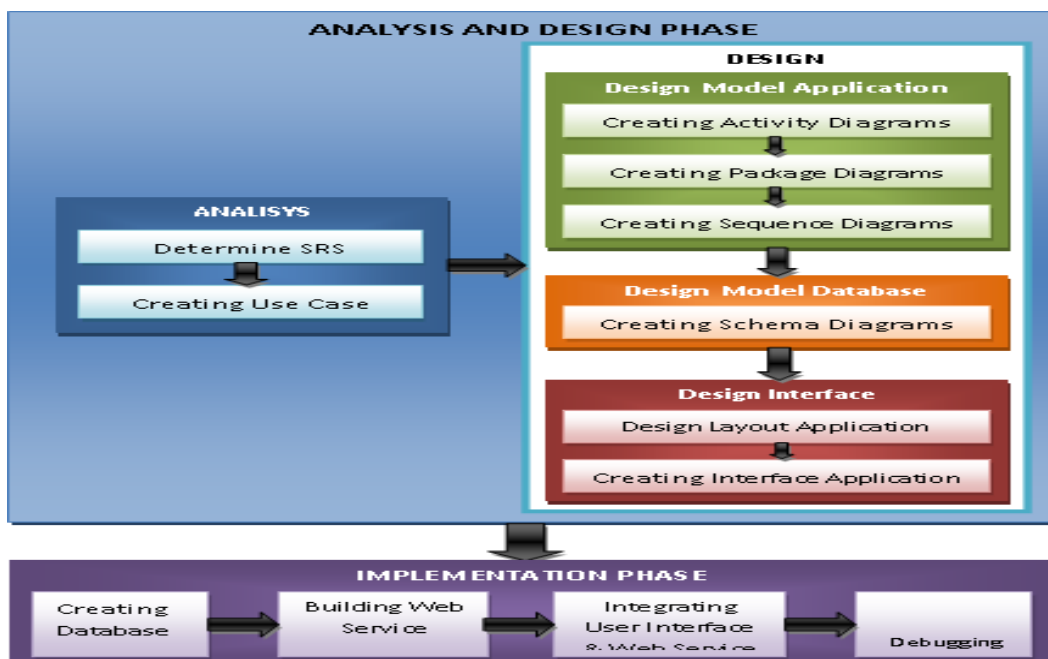 ANALYSIS AND DESIGN PHASE
ANALISYS
Determine SRS
Creating Use Case
DESIGN
Design Model Application
Creating Activity Diagrams
Creating Package Diagrams
Creating Sequence Diagrams
Design Model Database
Creating Schema Diagrams
Design Interface
Design Layout Application
Creating Interface Application
IMPLEMENTATION PHASE
Creating
Database
Building Web
Service
Integrating
User Interface
& Web Service
Debugging